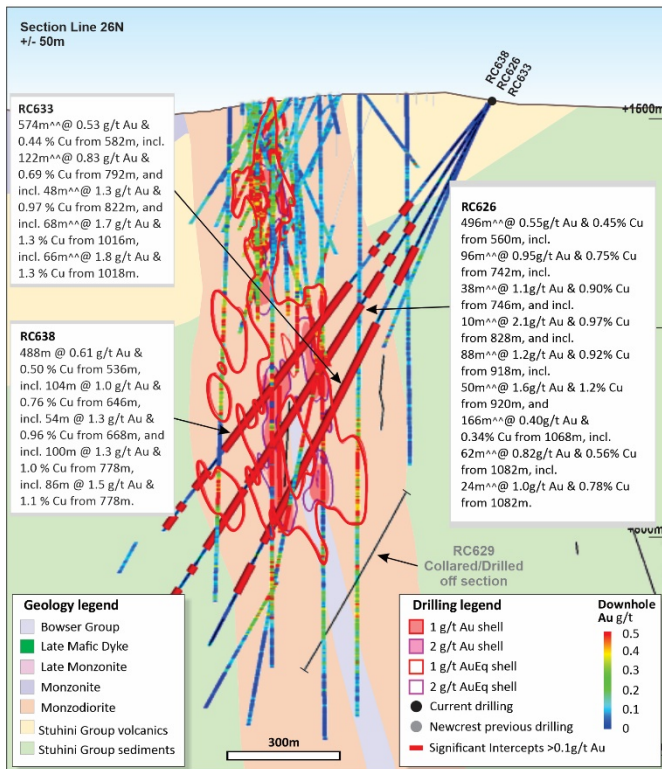 Section Line 26N
+/- 50m
RC638
RC626
RC633
+1600m
RC633
574m^^@ 0.53 g/t Au &
0.44 % Cu from 582m, incl.
122m^^@ 0.83 g/t Au &
0.69 % Cu from 792m, and
incl. 48m^^@ 1.3 g/t Au &
0.97 % Cu from 822m, and
incl. 68m^^@ 1.7 g/t Au &
1.3 % Cu from 1016m,
incl. 66m^^@ 1.8 g/t Au &
1.3 % Cu from 1018m.
RC626
496m^^@ 0.55g/t Au & 0.45% Cu
from 560m, incl.
96m^^@ 0.95g/t Au & 0.75% Cu
from 742m, incl.
38m^^@ 1.1g/t Au & 0.90% Cu
from 746m, and incl.
10m^^@ 2.1g/t Au & 0.97% Cu
from 828m, and incl.
88m^^@ 1.2g/t Au & 0.92% Cu
from 918m, incl.
50m^^@ 1.6g/t Au & 1.2% Cu
from 920m, and
166m^^@ 0.40g/t Au &
0.34% Cu from 1068m, incl.
62m^^@ 0.82g/t Au & 0.56% Cu
from 1082m, incl.
24m^^@ 1.0g/t Au & 0.78% Cu
from 1082m.
RC638
488m @ 0.61 g/t Au &
0.50 % Cu from 536m,
incl. 104m @ 1.0 g/t Au &
0.76 % Cu from 646m,
incl. 54m @ 1.3 g/t Au &
0.96 % Cu from 668m, and
incl. 100m @ 1.3 g/t Au &
1.0 % Cu from 778m,
incl. 86m @ 1.5 g/t Au &
1.1 % Cu from 778m.
RC629
Collared/Drilled
off section
Geology legend
Bowser Group
Late Mafic Dyke
Late Monzonite
Monzonite
Monzodiorite
Stuhini Group volcanics
Stuhini Group sediments
300m
Drilling legend
1 g/t Au shell
2 g/t Au shell
1 g/t AuEq shell
2 g/t AuEq shell
Current drilling
Newcrest previous drilling
Significant Intercepts >0.1g/t Au
Downhole
Au g/t
0.5
0.4
0.3
0.2
0.1
0